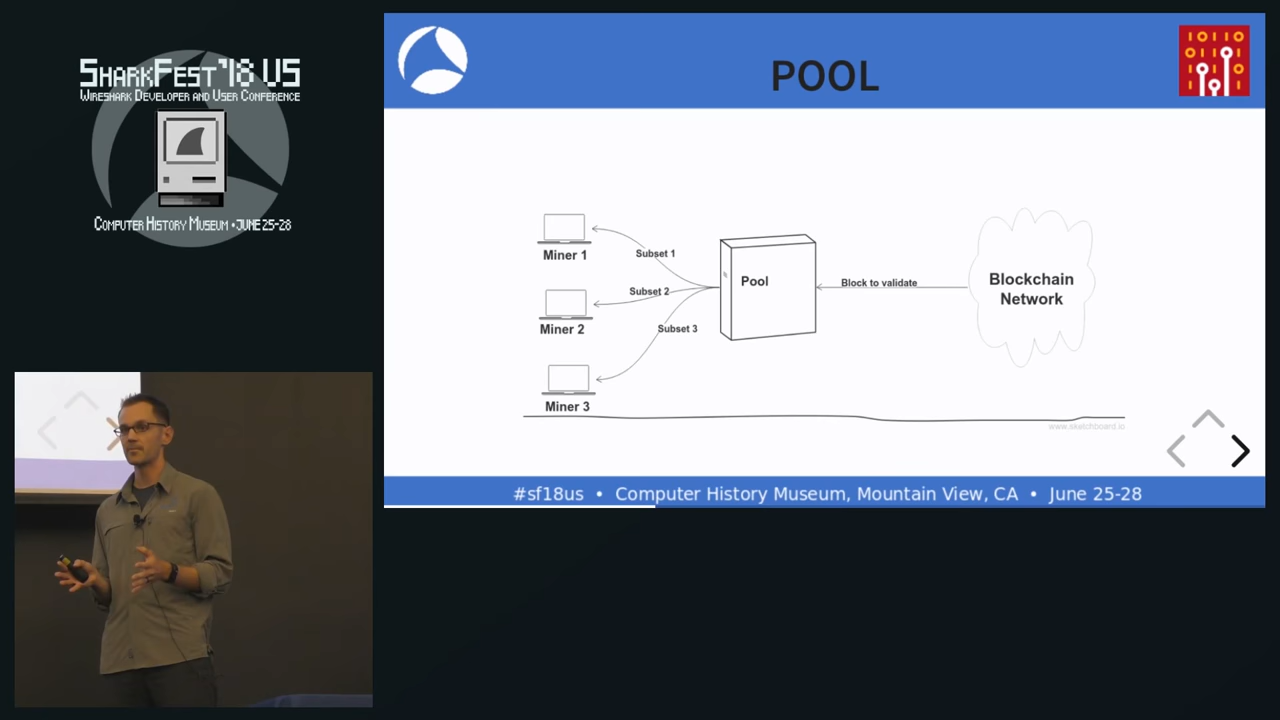 SHARKFEST'18 US
WIRESHARK DEVELOPER AND USER CONFERENCE
COMPUTER HISTORY MUSEUM • JUNE 25-28
POOL
Miner 1
Subset 1
Miner 2
Subset 2
Miner 3
Subset 3
Pool
Block to validate
Blockchain
Network
www.sketchboard.io
#sf18us • Computer History Museum, Mountain View, CA • June 25-28